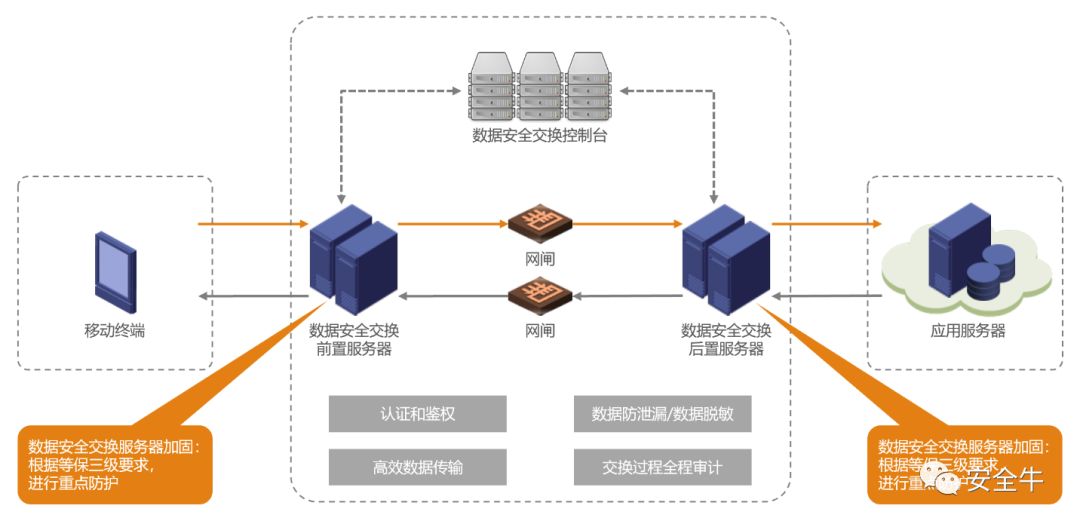 数据安全交换控制台
网闸
网闸
移动终端
数据安全交换
前置服务器
数据安全交换
后置服务器
应用服务器
认证和鉴权
数据防泄漏/数据脱敏
高效数据传输
交换过程全程审计
数据安全交换服务器加固：
根据等保三级要求，
进行重点防护
数据安全交换服务器加固：
根据等保三级要求，
进行重点防护
安全牛